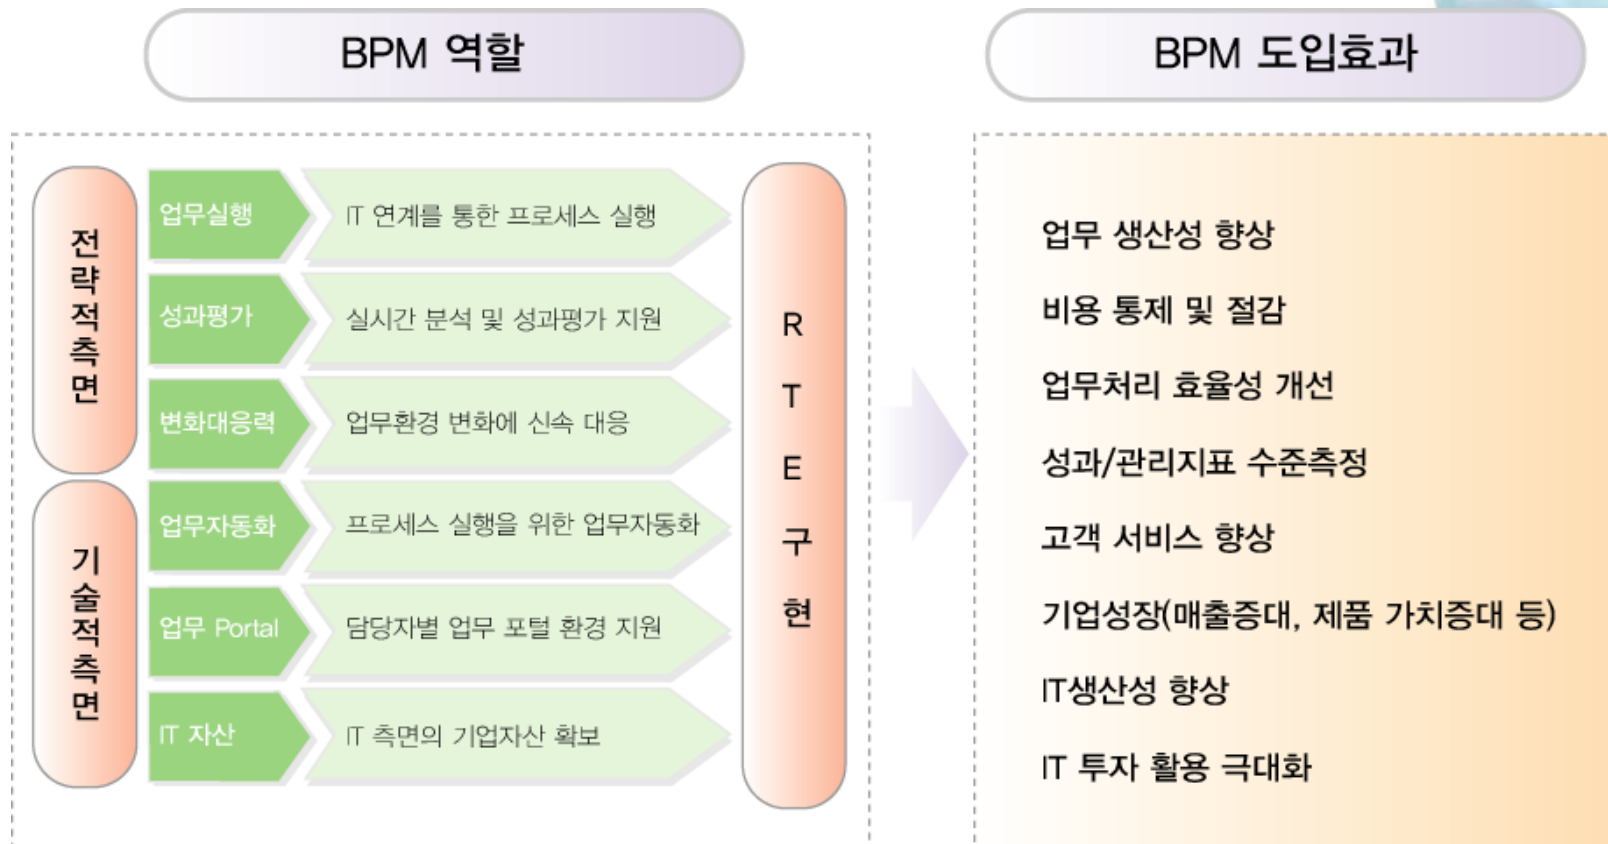 BPM 역할
BPM 도입효과
전략적측면
업무실행
IT 연계를 통한 프로세스 실행
성과평가
실시간 분석 및 성과평가 지원
변화대응력
업무환경 변화에 신속 대응
기술적측면
업무자동화
프로세스 실행을 위한 업무자동화
업무 Portal
담당자별 업무 포털 환경 지원
IT 자산
IT 측면의 기업자산 확보
RTE구현
업무 생산성 향상
비용 통제 및 절감
업무처리 효율성 개선
성과/관리지표 수준측정
고객 서비스 향상
기업성장(매출증대, 제품 가치증대 등)
IT생산성 향상
IT 투자 활용 극대화